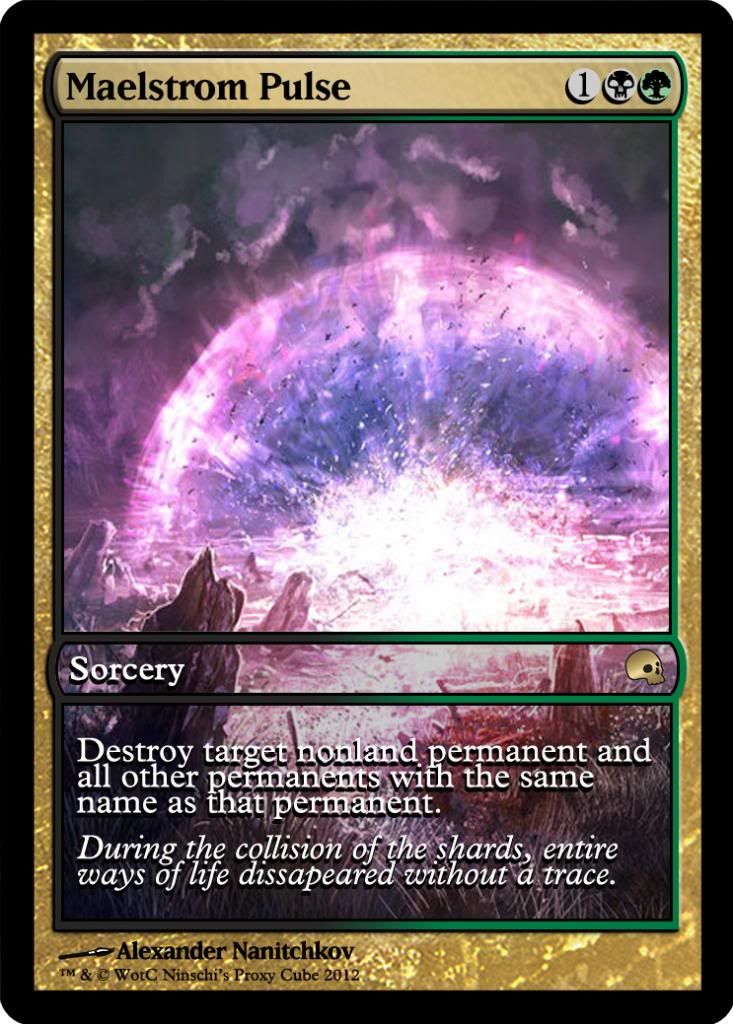 Maelstrom Pulse 1
Sorcery
Destroy target nonland permanent and
all other permanents with the same
name as that permanent.
During the collision of the shards, entire
ways of life dissapeared without a trace.
Alexander Nanitchkov
™ & © WotC Ninschi's Proxy Cube 2012